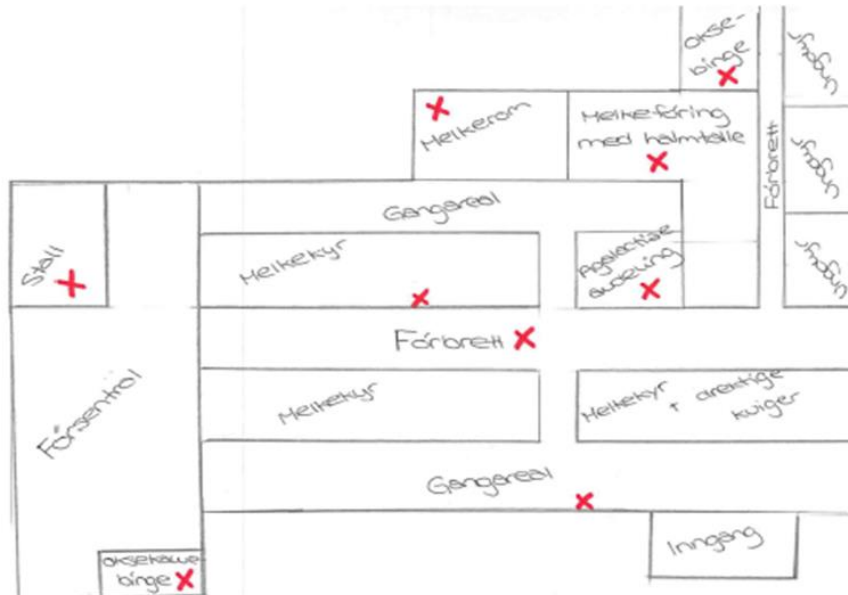 Okse-
binge
Ungdyr
Melkerom
Melkefôring
med halmtalle
Fôrbrett
Ungdyr
Gangareal
Stall
Melkekyr
avdeling
Ungdyr
Fôrbrett
Fôrsentral
Melkekyr
Melkekyr + drektige
kviger
Gangareal
Inngang
Oksekalve
binge